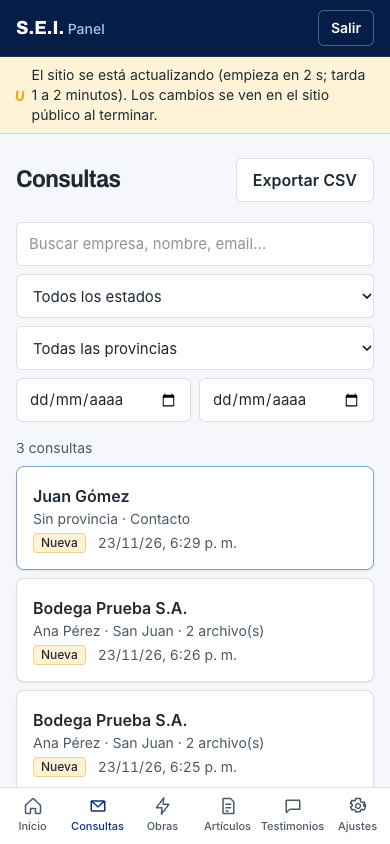 S.E.I. Panel
Salir
El sitio se está actualizando (empieza en 2 s; tarda
1 a 2 minutos). Los cambios se ven en el sitio
público al terminar.
Consultas
Exportar CSV
Buscar empresa, nombre, email...
Todos los estados
Todas las provincias
dd/mm/aaaa
dd/mm/aaaa
3 consultas
Juan Gómez
Sin provincia · Contacto
Nueva 23/11/26, 6:29 p. m.
Bodega Prueba S.A.
Ana Pérez · San Juan · 2 archivo(s)
Nueva 23/11/26, 6:26 p. m.
Bodega Prueba S.A.
Ana Pérez · San Juan · 2 archivo(s)
Nueva 23/11/26, 6:25 p. m.
Inicio
Consultas
Obras
Artículos
Testimonios
Ajustes